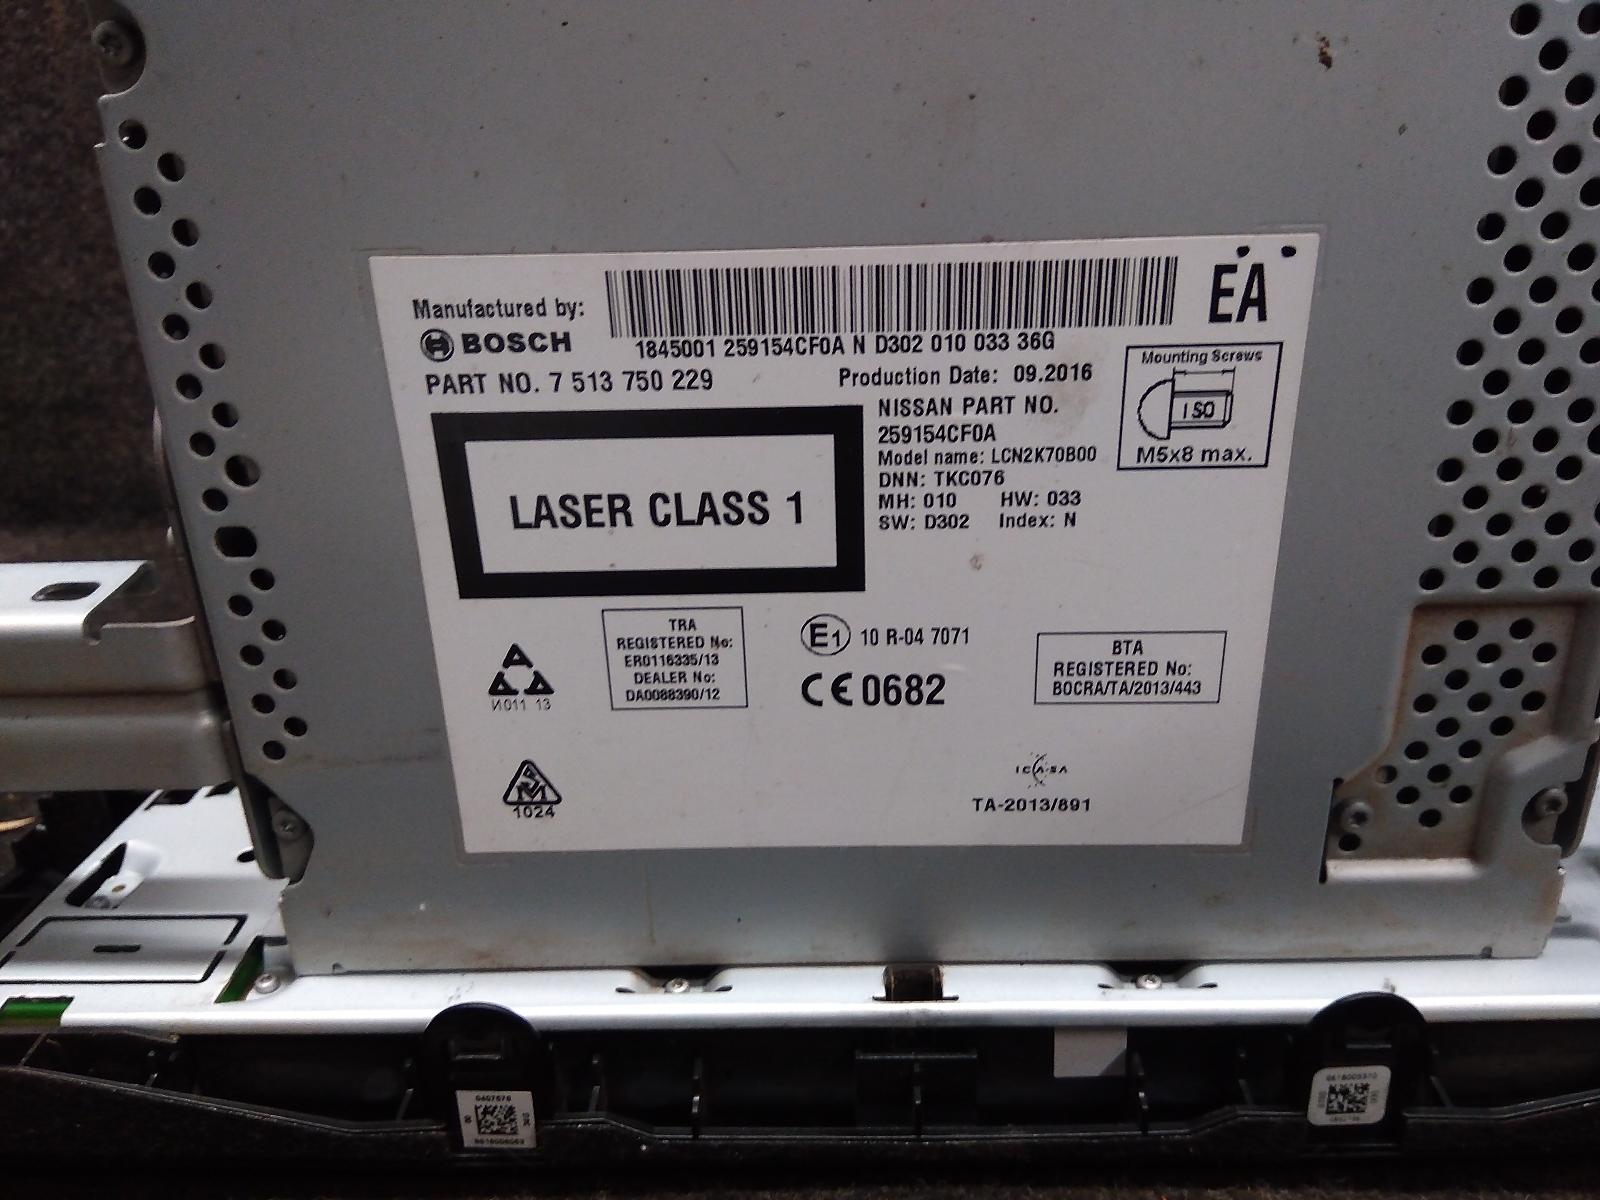 Manufactured by:
BOSCH
1845001 259154CF0A N D302 010 033 36G
EA
PART NO. 7 513 750 229
Production Date: 09.2016
Mounting Screws
ISO
M5x8 max.
NISSAN PART NO.
259154CF0A
Model name: LCN2K70B00
DNN: TKC076
MH: 010 HW: 033
SW: D302 Index: N
LASER CLASS 1
И011 13
TRA
REGISTERED No:
ER0116335/13
DEALER No:
DA0088390/12
E1 10 R-04 7071
CE 0682
BTA
REGISTERED No:
BOCRA/TA/2013/443
1024
ICASA
TA-2013/891